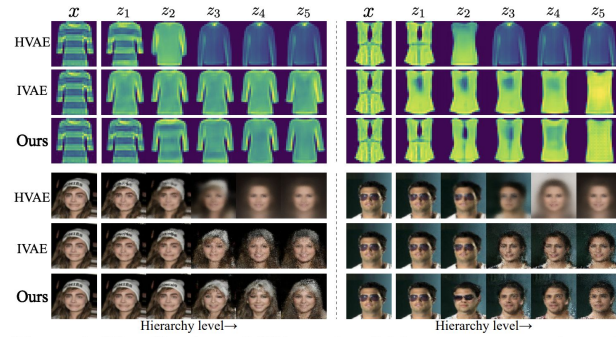 x z1 z2 z3 z4 z5 x z1 z2 z3 z4 z5
HVAE
IVAE
Ours
HVAE
IVAE
Ours
Hierarchy level→ Hierarchy level→